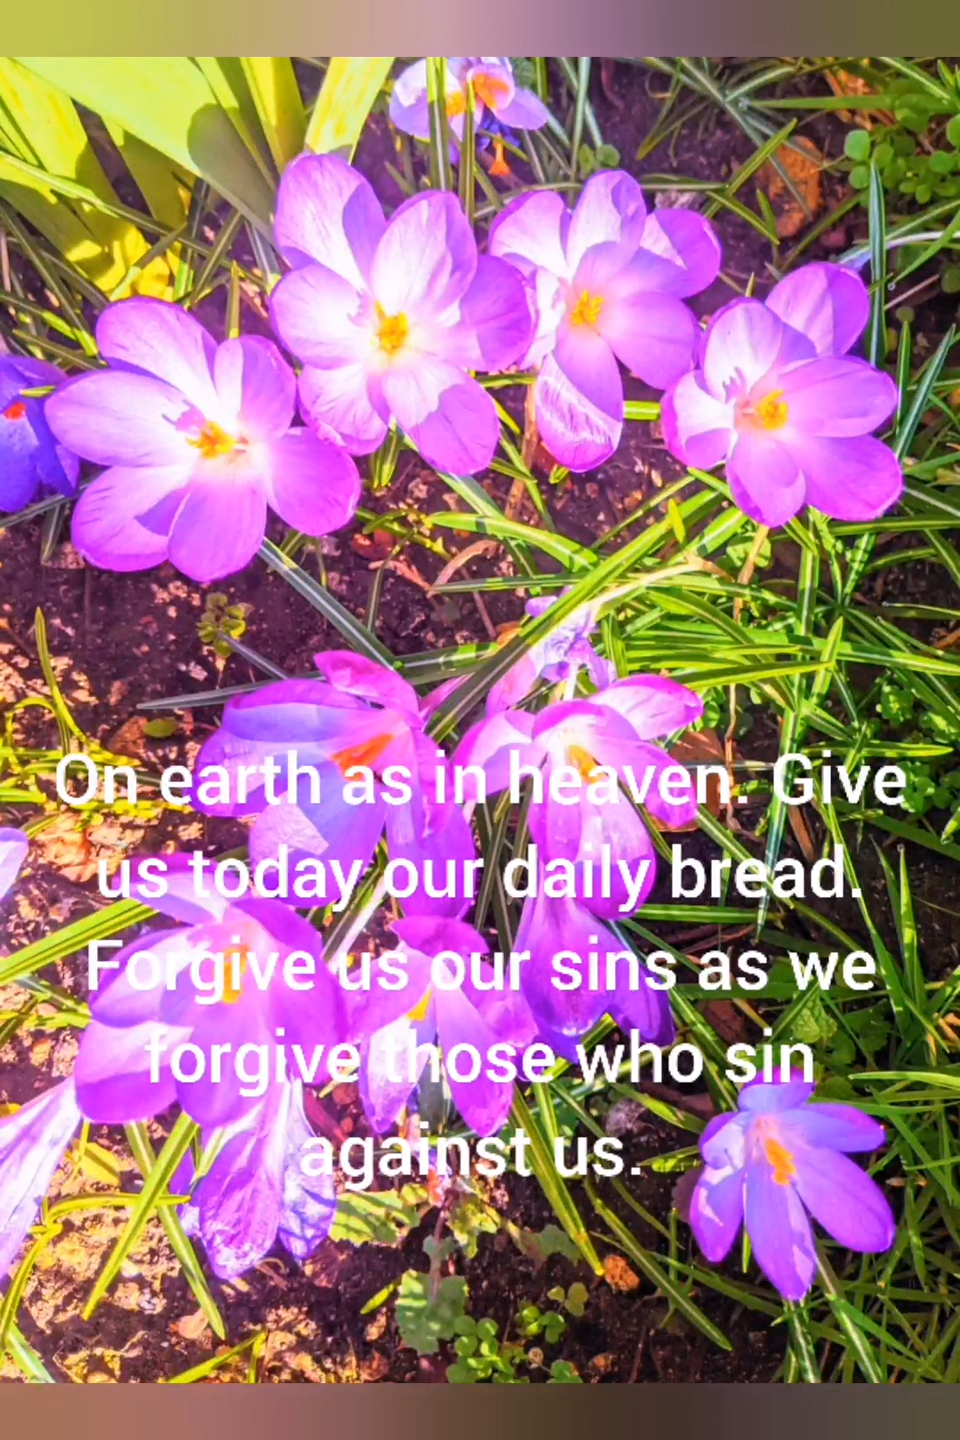 On earth as in heaven. Give
us today our daily bread.
Forgive us our sins as we
forgive those who sin
against us.